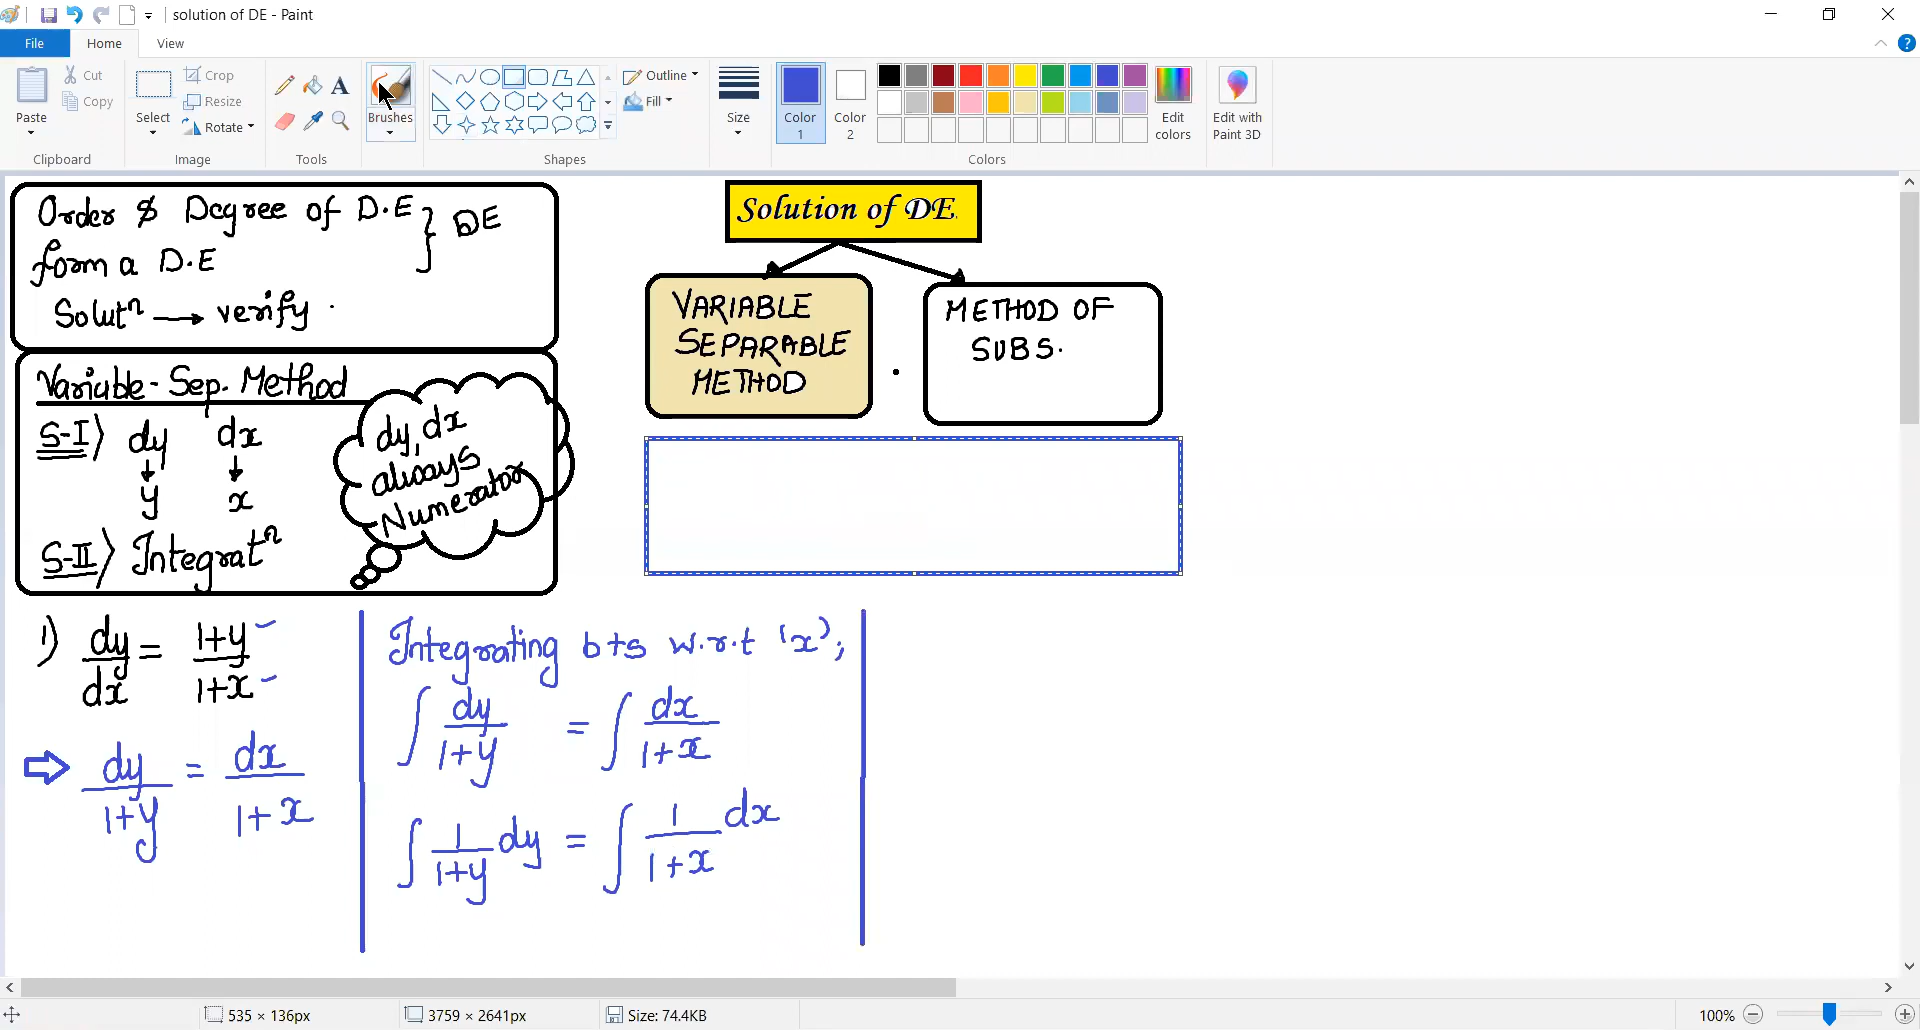 solution of DE - Paint
File Home View
Paste
Cut
Copy
Clipboard
Select
Crop
Resize
Rotate
Image
Tools
Brushes
Shapes
Outline
Fill
Size
Color 1
Color 2
Colors
Edit colors
Edit with Paint 3D
Order & Degree of D.E } DE
form a D.E
Solutⁿ → verify .
Variable-Sep. Method
S-I) dy dx
↓ ↓
y x
S-II) Integratⁿ
dy, dx
always
Numerator
Solution of DE.
VARIABLE
SEPARABLE
METHOD
METHOD OF
SUBS.
1) dy/dx = 1+y/1+x
⇨ dy/1+y = dx/1+x
Integrating bts w.r.t 'x';
∫ dy/1+y = ∫ dx/1+x
∫ 1/1+y dy = ∫ 1/1+x dx
535 × 136px
3759 × 2641px
Size: 74.4KB
100%